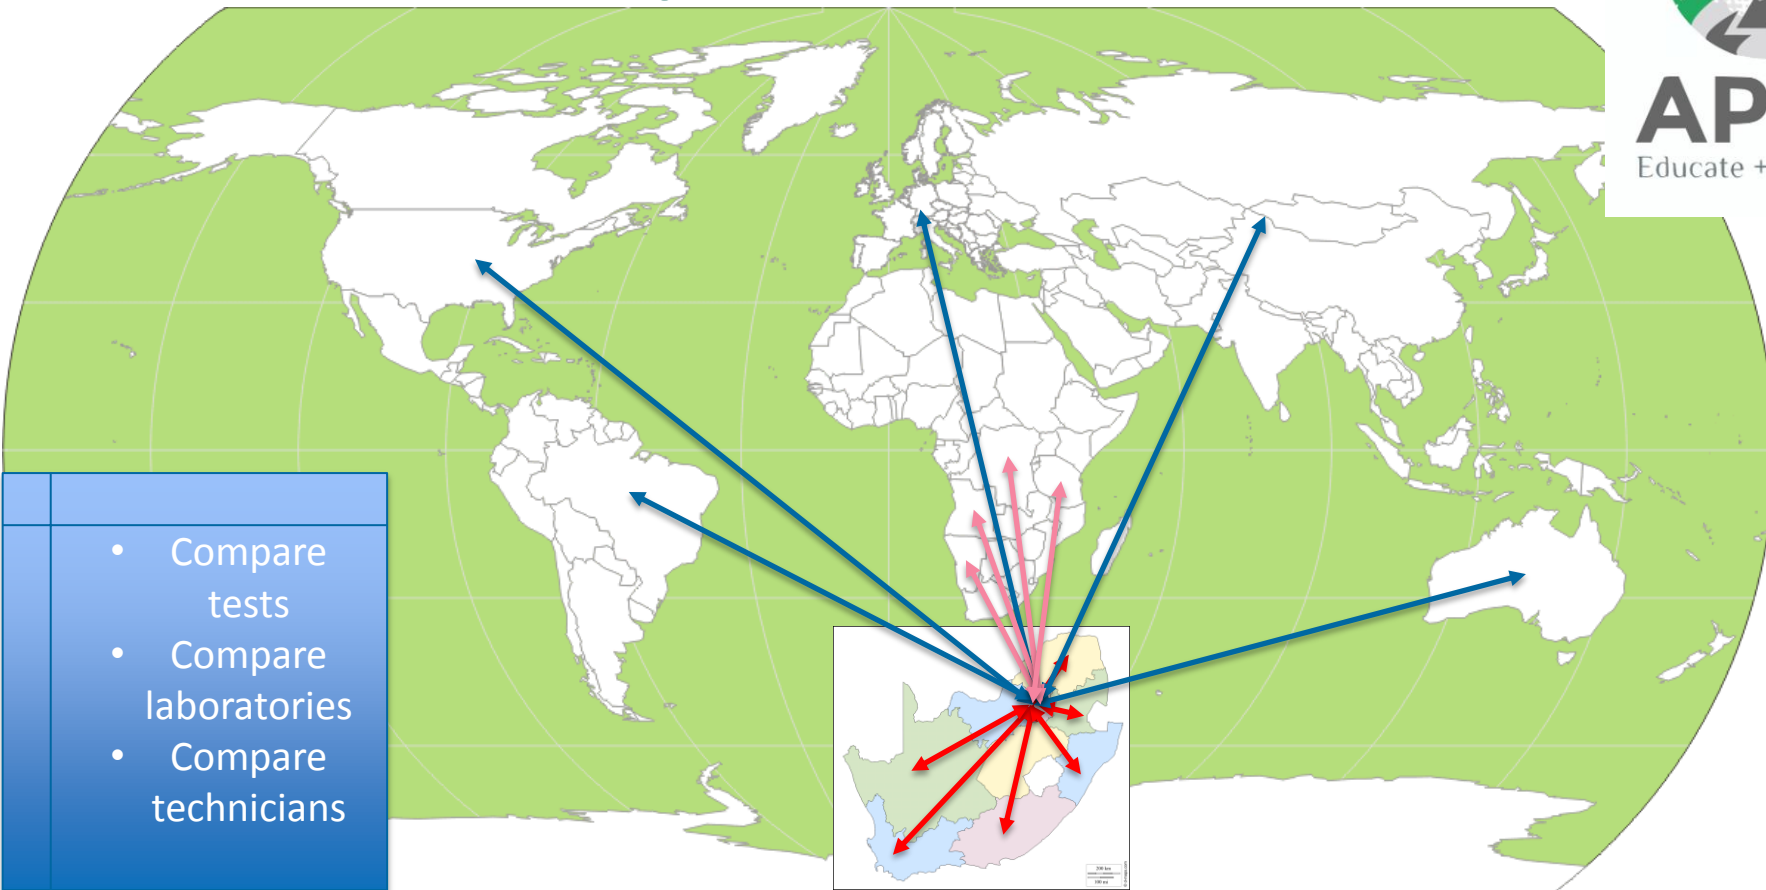 AP
Educate +
• Compare
tests
• Compare
laboratories
• Compare
technicians